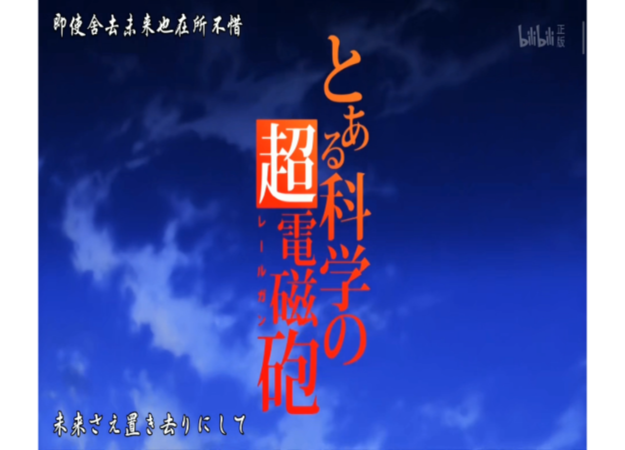 即使舍去未来也在所不惜
bilibili 正版
とある科学の
超電磁砲
レールガン
未来さえ置き去りにして